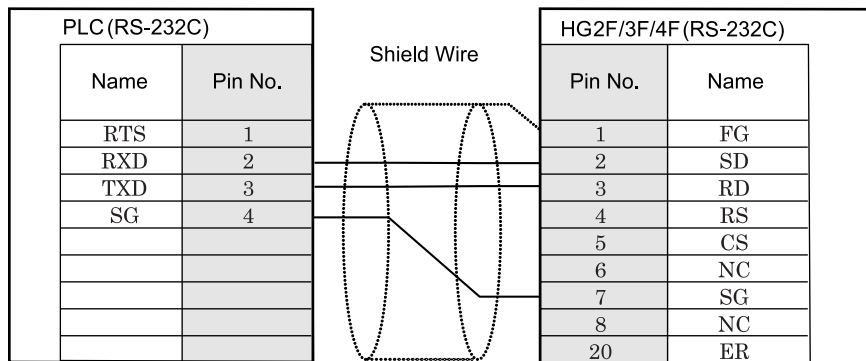 PLC (RS-232C)
Shield Wire
HG2F/3F/4F (RS-232C)
Name Pin No.
Pin No. Name
RTS 1
1 FG
RXD 2
2 SD
TXD 3
3 RD
SG 4
4 RS
5 CS
6 NC
7 SG
8 NC
20 ER